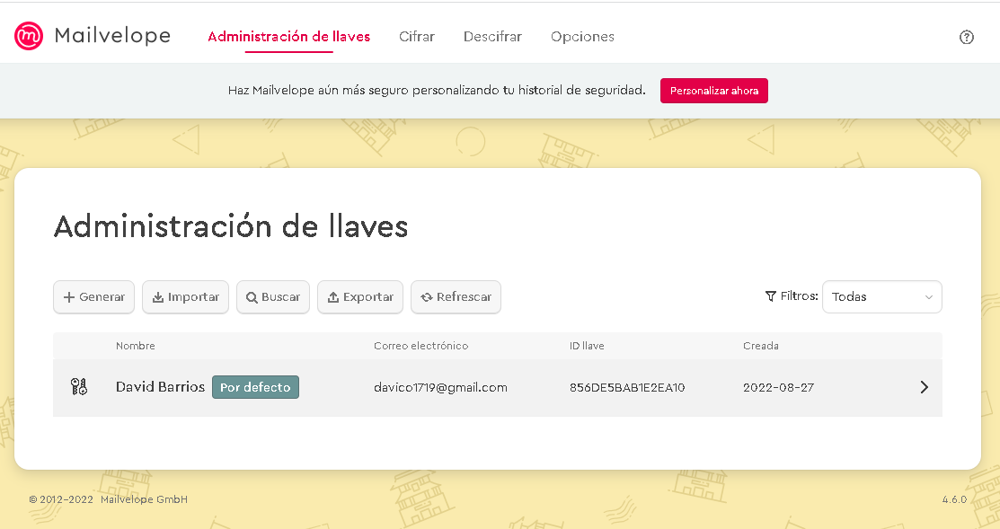 Mailvelope Administración de llaves Cifrar Descifrar Opciones
Haz Mailvelope aún más seguro personalizando tu historial de seguridad. Personalizar ahora
Administración de llaves
Generar Importar Buscar Exportar Refrescar Filtros: Todas
Nombre Correo electrónico ID llave Creada
David Barrios Por defecto davico1719@gmail.com 856DE5BAB1E2EA10 2022-08-27
© 2012-2022 Mailvelope GmbH 4.6.0